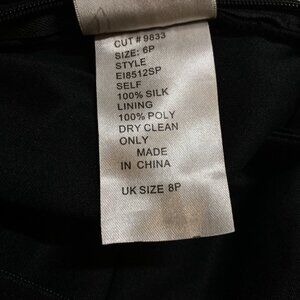 CUT # 9833
SIZE: 6P
STYLE
EI8512SP
SELF
100% SILK
LINING
100% POLY
DRY CLEAN
ONLY
MADE
IN CHINA
UK SIZE 8P